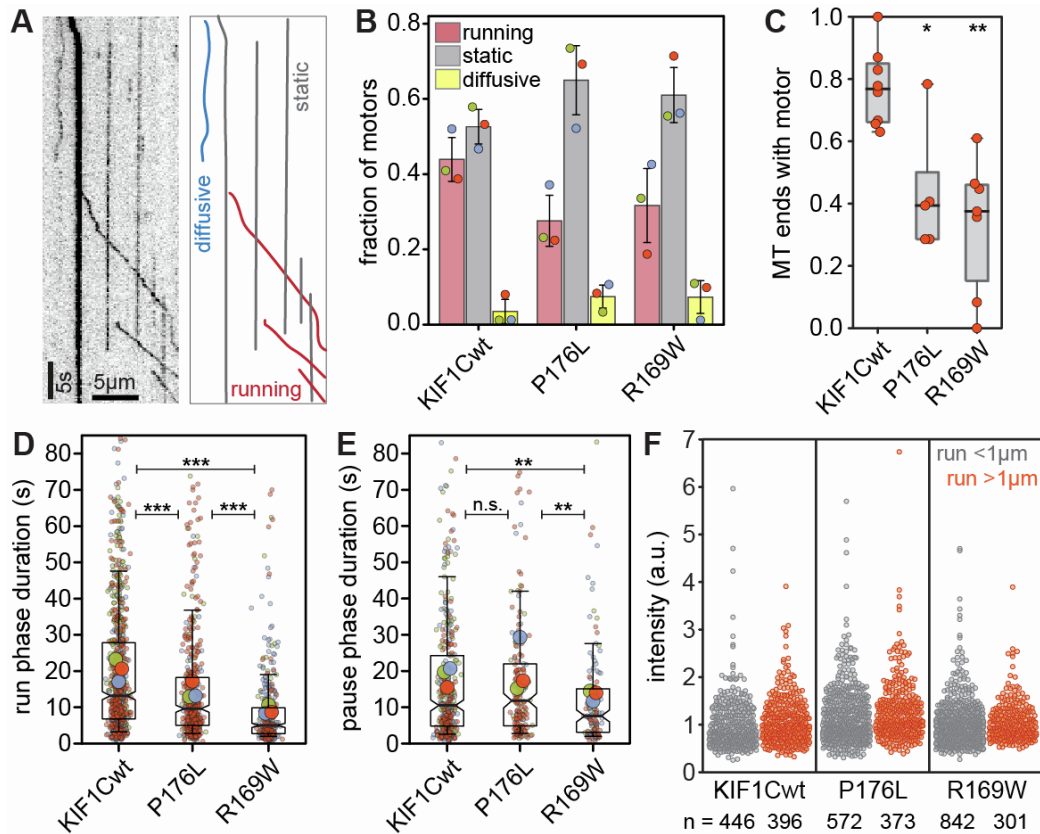 A
diffusive
static
running
5s
5µm
B
fraction of motors
running
static
diffusive
0.6
0.4
0.2
0.0
KIF1Cwt
P176L
R169W
C
MT ends with motor
1.0
0.8
0.6
0.4
0.2
0.0
*
**
KIF1Cwt
P176L
R169W
D
run phase duration (s)
80
70
60
50
40
30
20
10
0
***
***
***
KIF1Cwt
P176L
R169W
E
pause phase duration (s)
80
70
60
50
40
30
20
10
0
**
n.s.
**
KIF1Cwt
P176L
R169W
F
intensity (a.u.)
7
6
5
4
3
2
1
0
run <1µm
run >1µm
KIF1Cwt
P176L
R169W
n = 446 396 572 373 842 301